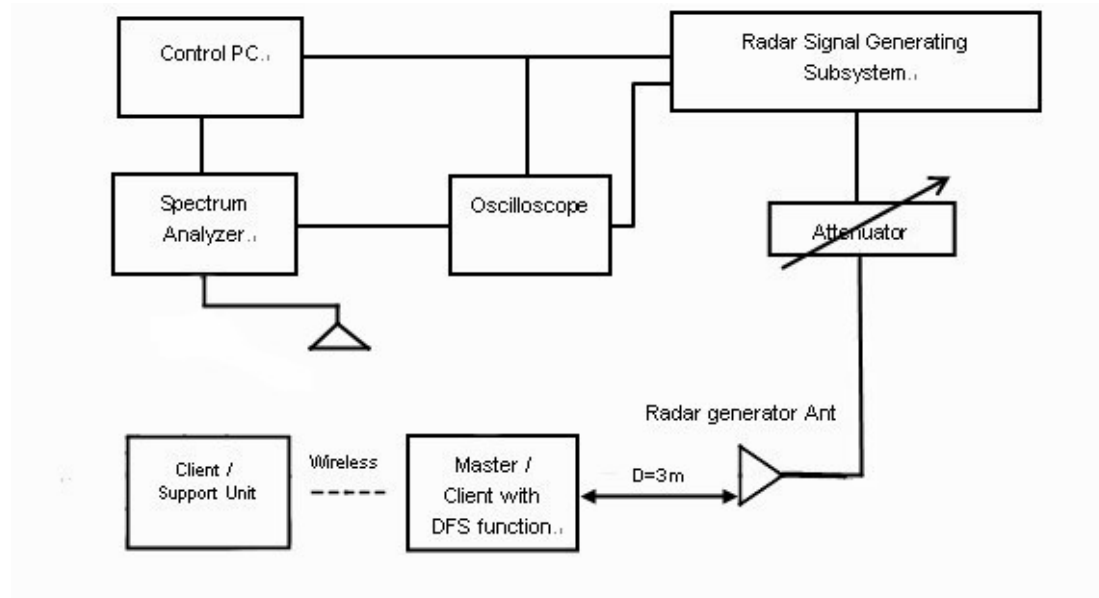 Control PC
Radar Signal Generating
Subsystem
Spectrum
Analyzer
Oscilloscope
Attenuator
Radar generator Ant
Client /
Support Unit
Wireless
Master /
Client with
DFS function
D=3m